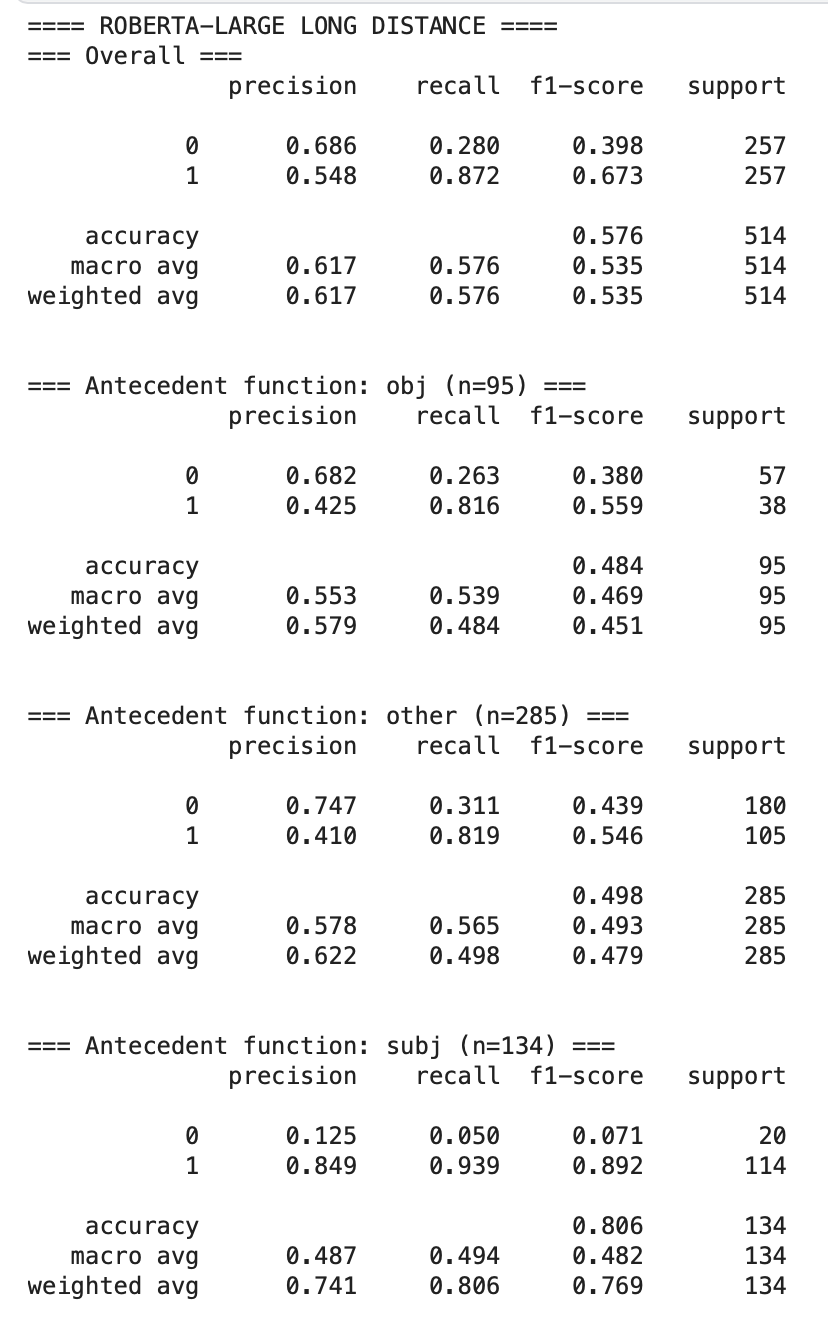 ==== ROBERTA-LARGE LONG DISTANCE ====
=== Overall ===
              precision    recall  f1-score   support

           0      0.686     0.280     0.398       257
           1      0.548     0.872     0.673       257

    accuracy                          0.576       514
   macro avg      0.617     0.576     0.535       514
weighted avg      0.617     0.576     0.535       514


=== Antecedent function: obj (n=95) ===
              precision    recall  f1-score   support

           0      0.682     0.263     0.380        57
           1      0.425     0.816     0.559        38

    accuracy                          0.484        95
   macro avg      0.553     0.539     0.469        95
weighted avg      0.579     0.484     0.451        95


=== Antecedent function: other (n=285) ===
              precision    recall  f1-score   support

           0      0.747     0.311     0.439       180
           1      0.410     0.819     0.546       105

    accuracy                          0.498       285
   macro avg      0.578     0.565     0.493       285
weighted avg      0.622     0.498     0.479       285


=== Antecedent function: subj (n=134) ===
              precision    recall  f1-score   support

           0      0.125     0.050     0.071        20
           1      0.849     0.939     0.892       114

    accuracy                          0.806       134
   macro avg      0.487     0.494     0.482       134
weighted avg      0.741     0.806     0.769       134